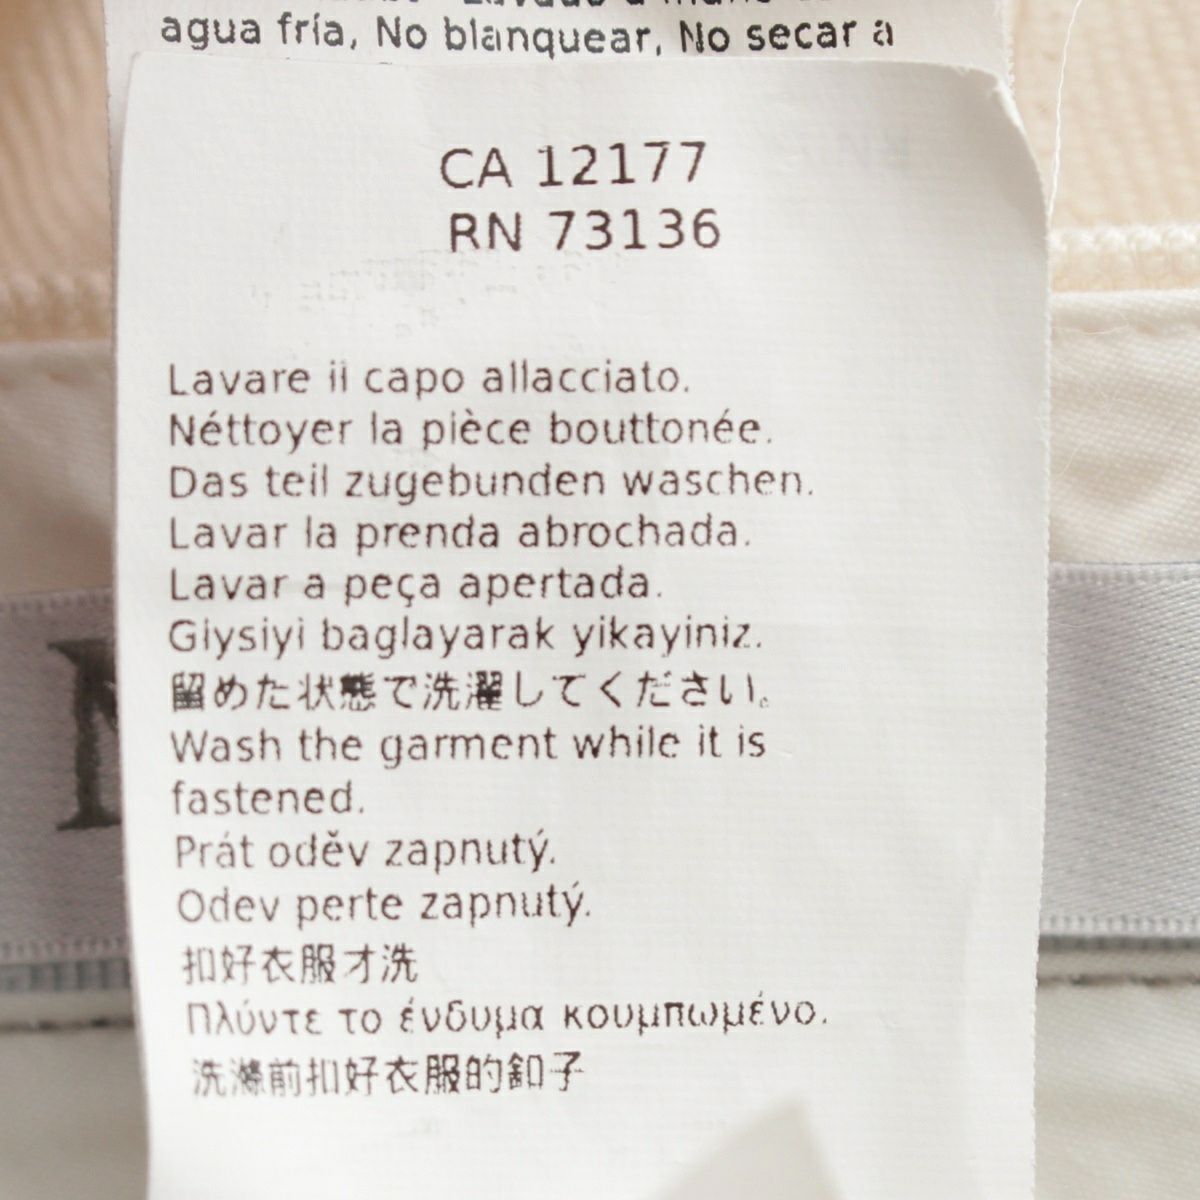 agua fría, No blanquear, No secar a
CA 12177
RN 73136
Lavare il capo allacciato.
Néttoyer la pièce bouttonée.
Das teil zugebunden waschen.
Lavar la prenda abrochada.
Lavar a peça apertada.
Giysiyi baglayarak yikayiniz.
留めた状態で洗濯してください。
Wash the garment while it is
fastened.
Prát oděv zapnutý.
Odev perte zapnutý.
扣好衣服才洗
Πλύντε το ένδυμα κουμπωμένο.
洗滌前扣好衣服的釦子